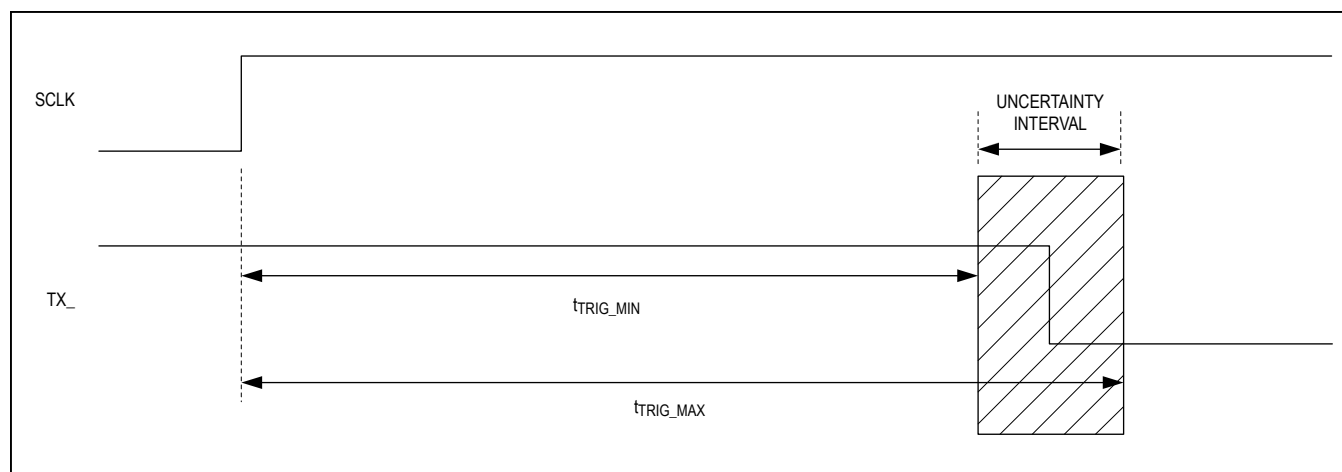 SCLK
UNCERTAINTY
INTERVAL
TX_
tTRIG_MIN
tTRIG_MAX